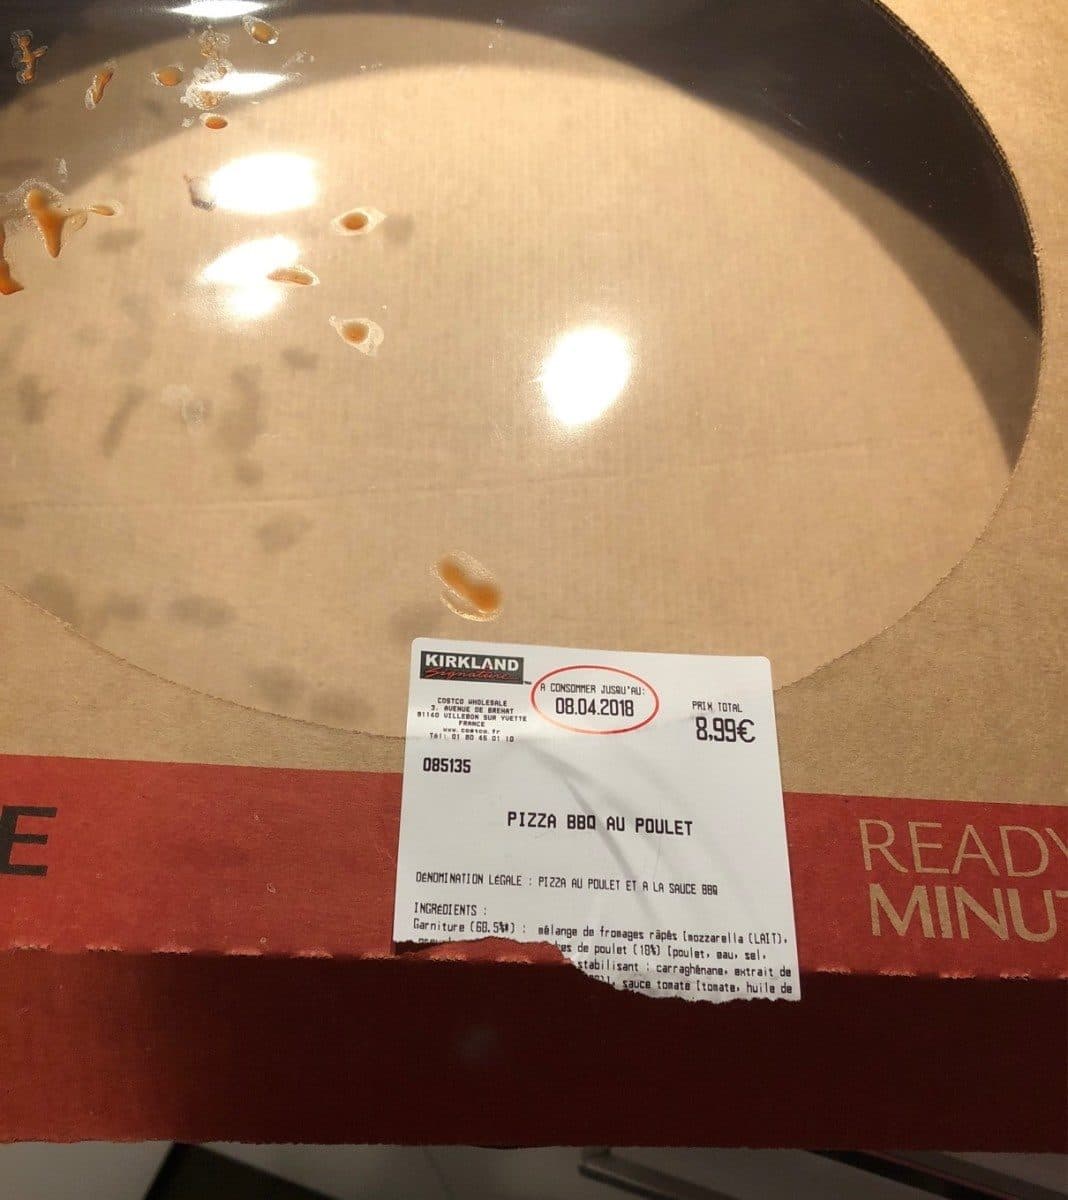 KIRKLAND
Signature
COSTCO WHOLESALE
3, AVENUE DE BREHAT
91140 VILLEBON SUR YVETTE
FRANCE
www.costco.fr
Tél: 01 80 45 01 10
A CONSOMMER JUSQU'AU:
08.04.2018
PRIX TOTAL
8,99€
085135
PIZZA BBQ AU POULET
DÉNOMINATION LÉGALE : PIZZA AU POULET ET A LA SAUCE BBQ
INGRÉDIENTS :
Garniture (68.5%*) : mélange de fromages râpés [mozzarella (LAIT),
de poulet (18%) [poulet, eau, sel,
stabilisant : carraghénane, extrait de
sauce tomate [tomate, huile de
E
READY
MINUT